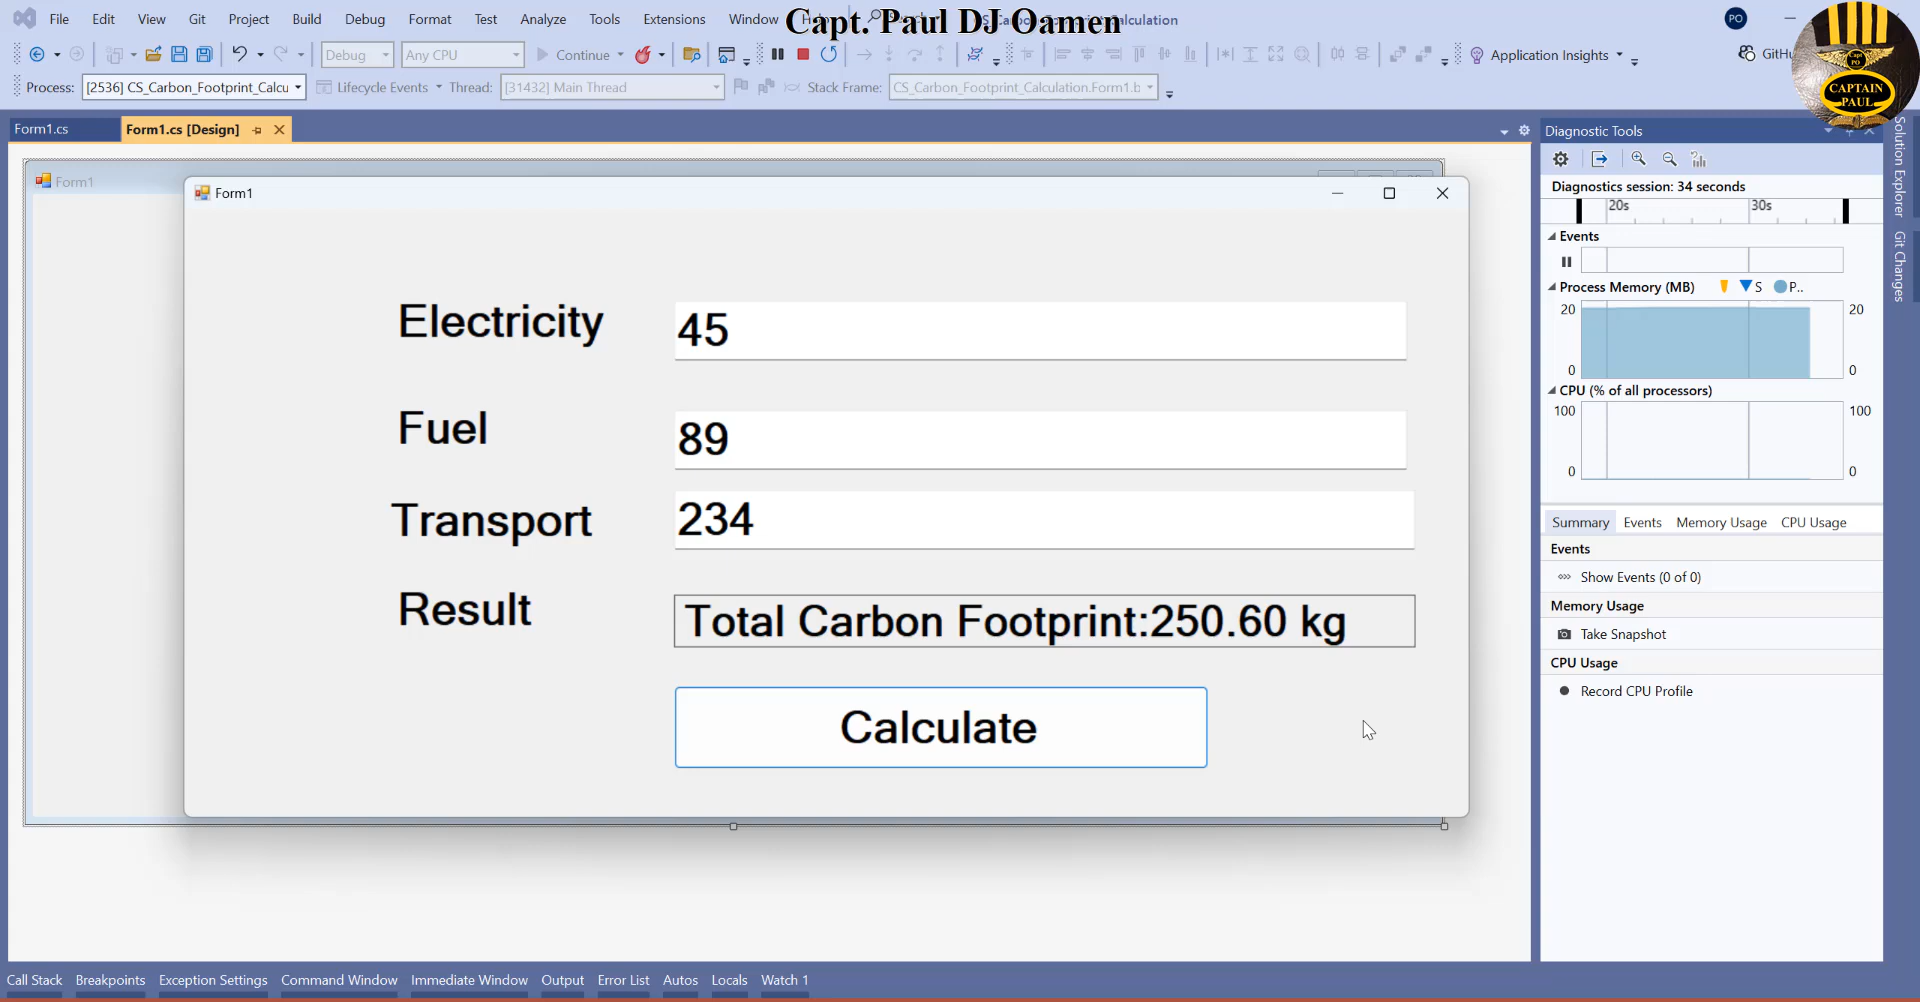 File Edit View Git Project Build Debug Format Test Analyze Tools Extensions Window
Capt. Paul DJ Oamen
PO
Debug Any CPU Continue Application Insights
Process: [2536] CS_Carbon_Footprint_Calcu Lifecycle Events Thread: [31432] Main Thread Stack Frame: CS_Carbon_Footprint_Calculation.Form1.b
CAPTAIN
PAUL
Form1.cs Form1.cs [Design]
Form1
Form1
Electricity 45
Fuel 89
Transport 234
Result Total Carbon Footprint:250.60 kg
Calculate
Diagnostic Tools
Diagnostics session: 34 seconds
20s 30s
Events
Process Memory (MB) S P..
20 20
0 0
CPU (% of all processors)
100 100
0 0
Summary Events Memory Usage CPU Usage
Events
Show Events (0 of 0)
Memory Usage
Take Snapshot
CPU Usage
Record CPU Profile
Solution Explorer
Git Changes
Call Stack Breakpoints Exception Settings Command Window Immediate Window Output Error List Autos Locals Watch 1